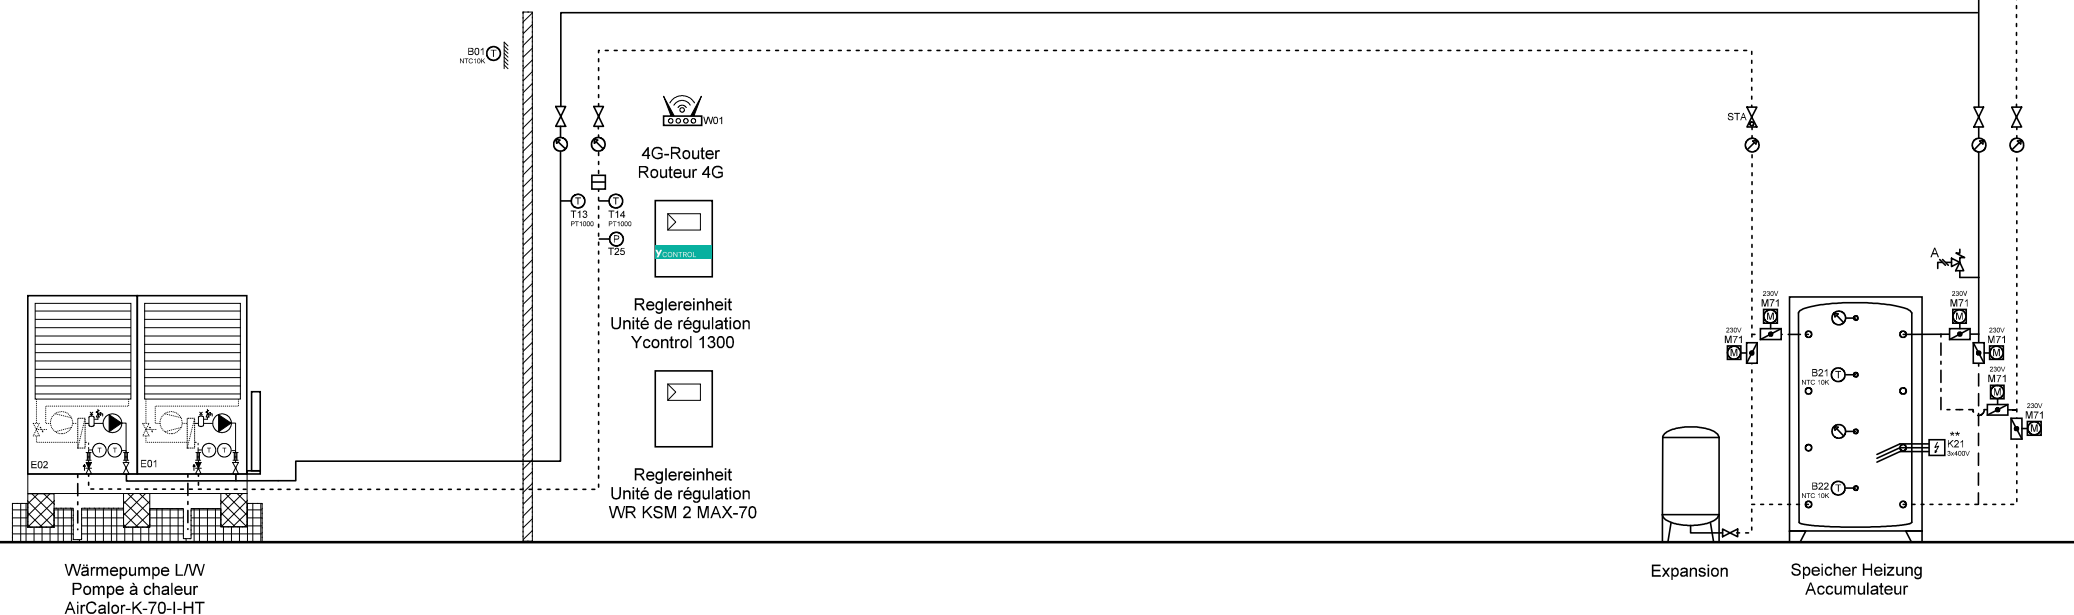 B01
NTC10K
T
W01
4G-Router
Routeur 4G
T
T13
PT1000
T
T14
PT1000
P
T25
YCONTROL
Reglereinheit
Unité de régulation
Ycontrol 1300
Reglereinheit
Unité de régulation
WR KSM 2 MAX-70
E02
T T
E01
T T
Wärmepumpe L/W
Pompe à chaleur
AirCalor-K-70-I-HT
STA
A
230V
M71
M
230V
M71
M
230V
M71
M
230V
M71
M
230V
M71
M
230V
M71
M
B21
NTC 10K
T
B22
NTC 10K
T
**
K21
3x400V
Expansion
Speicher Heizung
Accumulateur